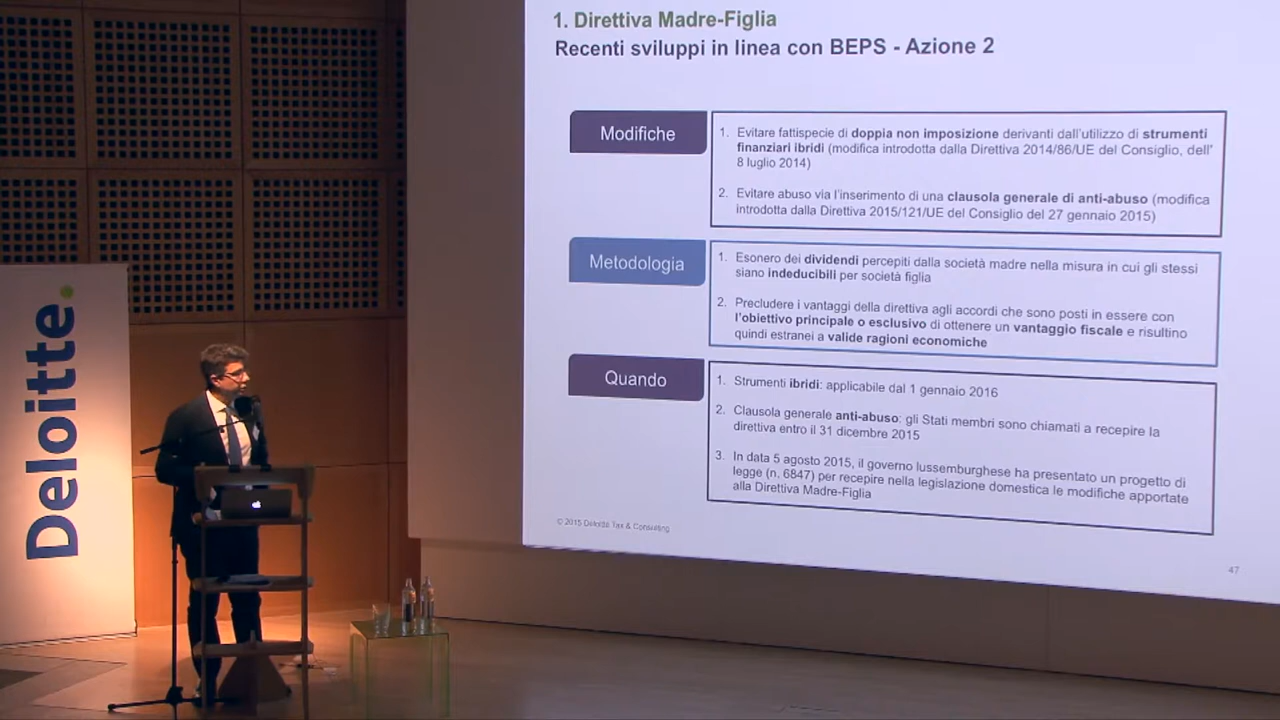 1. Direttiva Madre-Figlia
Recenti sviluppi in linea con BEPS - Azione 2
Modifiche
1. Evitare fattispecie di doppia non imposizione derivanti dall'utilizzo di strumenti
finanziari ibridi (modifica introdotta dalla Direttiva 2014/86/UE del Consiglio, dell'
8 luglio 2014)
2. Evitare abuso via l'inserimento di una clausola generale di anti-abuso (modifica
introdotta dalla Direttiva 2015/121/UE del Consiglio del 27 gennaio 2015)
Metodologia
1. Esonero dei dividendi percepiti dalla società madre nella misura in cui gli stessi
siano indeducibili per società figlia
2. Precludere i vantaggi della direttiva agli accordi che sono posti in essere con
l'obiettivo principale o esclusivo di ottenere un vantaggio fiscale e risultino
quindi estranei a valide ragioni economiche
Quando
1. Strumenti ibridi: applicabile dal 1 gennaio 2016
2. Clausola generale anti-abuso: gli Stati membri sono chiamati a recepire la
direttiva entro il 31 dicembre 2015
3. In data 5 agosto 2015, il governo lussemburghese ha presentato un progetto di
legge (n. 6847) per recepire nella legislazione domestica le modifiche apportate
alla Direttiva Madre-Figlia
© 2015 Deloitte Tax & Consulting
47
Deloitte.